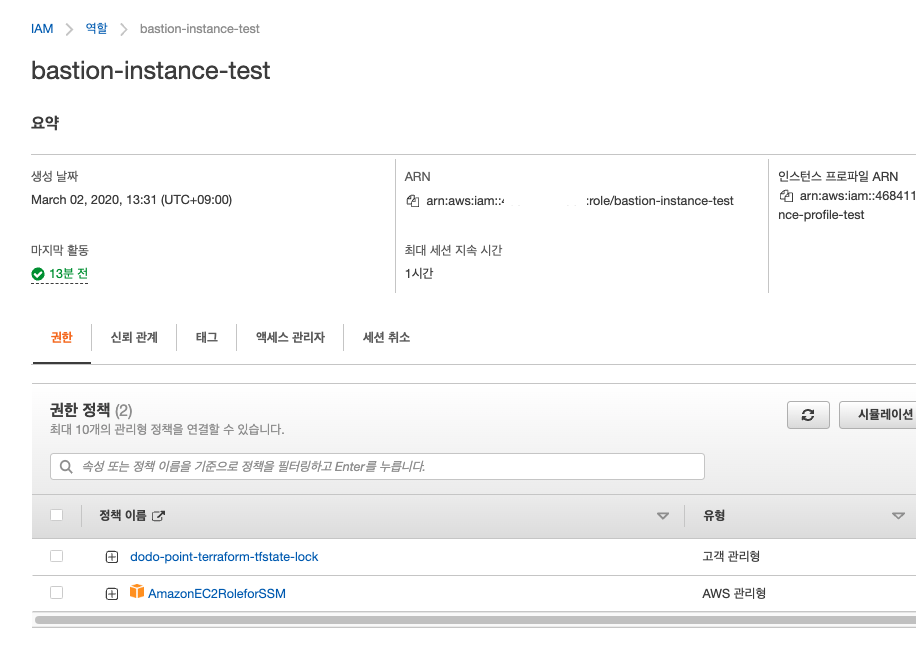 IAM > 역할 > bastion-instance-test
bastion-instance-test
요약
생성 날짜
March 02, 2020, 13:31 (UTC+09:00)
마지막 활동
13분 전
ARN
arn:aws:iam:: :role/bastion-instance-test
최대 세션 지속 시간
1시간
인스턴스 프로파일 ARN
arn:aws:iam::468411
nce-profile-test
권한 신뢰 관계 태그 액세스 관리자 세션 취소
권한 정책 (2)
최대 10개의 관리형 정책을 연결할 수 있습니다.
시뮬레이션
속성 또는 정책 이름을 기준으로 정책을 필터링하고 Enter를 누릅니다.
정책 이름 유형
dodo-point-terraform-tfstate-lock 고객 관리형
AmazonEC2RoleforSSM AWS 관리형